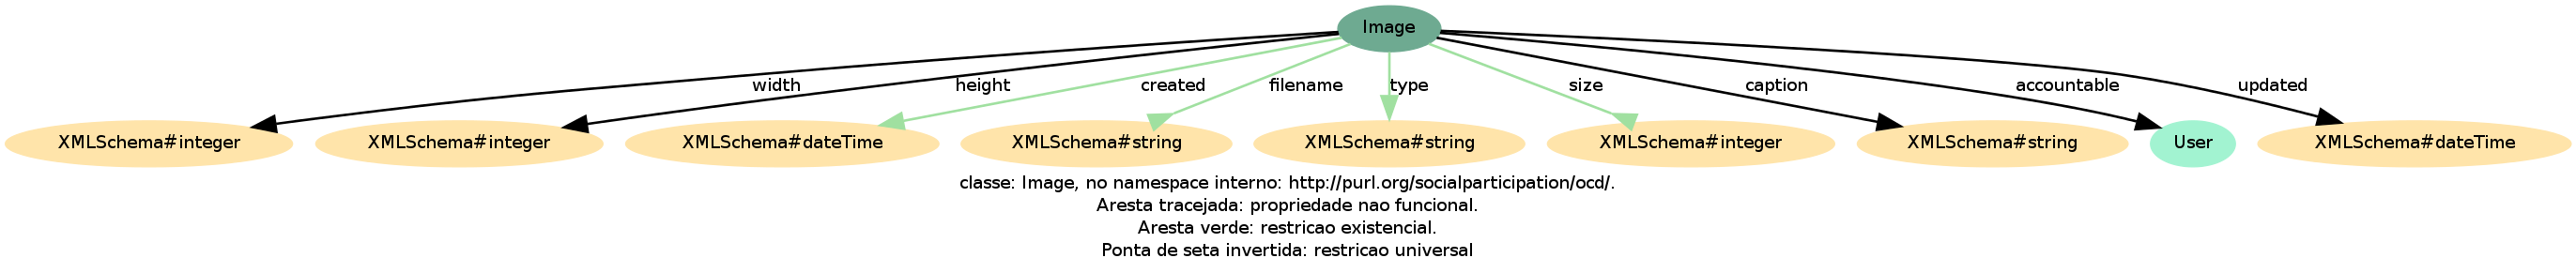 Image
width
height
created
filename
type
size
caption
accountable
updated
XMLSchema#integer
XMLSchema#integer
XMLSchema#dateTime
XMLSchema#string
XMLSchema#string
XMLSchema#integer
XMLSchema#string
User
XMLSchema#dateTime
classe: Image, no namespace interno: http://purl.org/socialparticipation/ocd/.
Aresta tracejada: propriedade nao funcional.
Aresta verde: restricao existencial.
Ponta de seta invertida: restricao universal